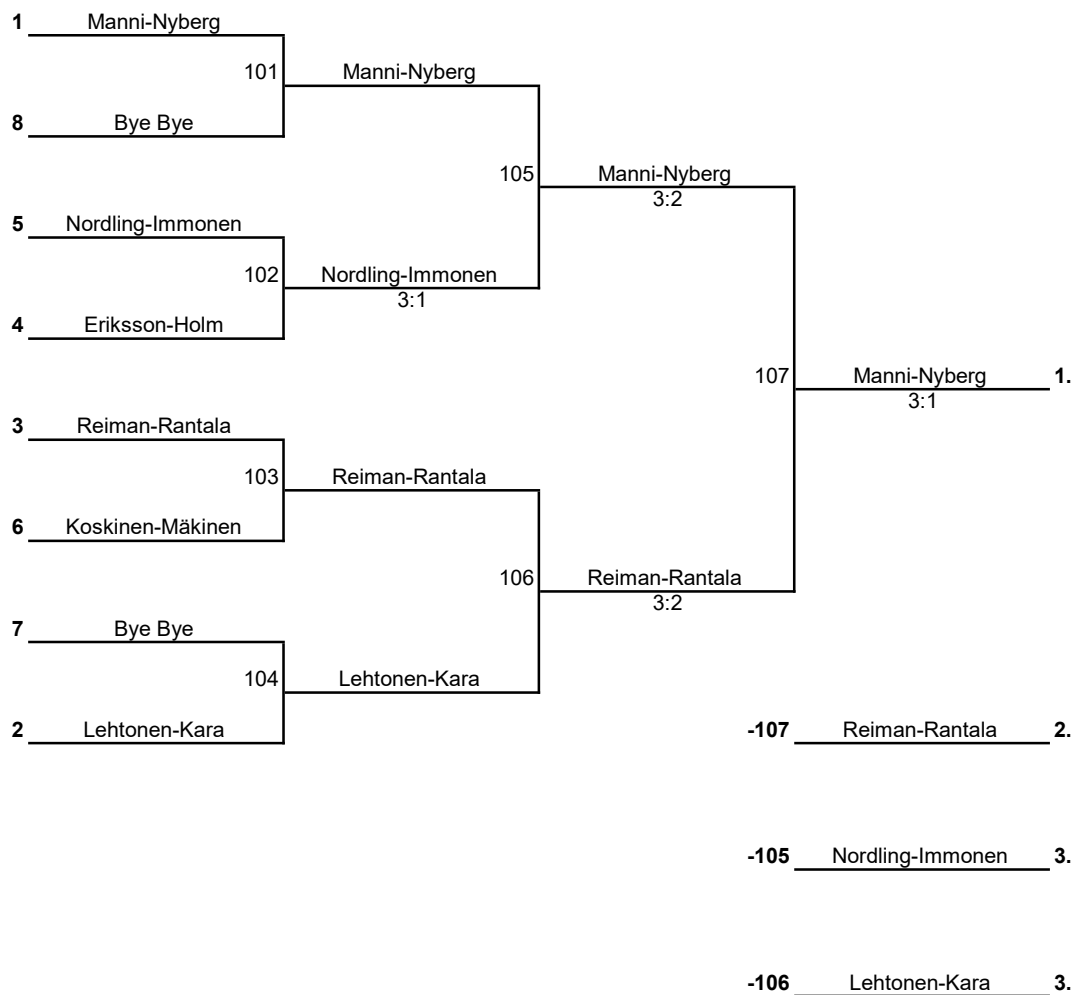 1 Manni-Nyberg
101 Manni-Nyberg
8 Bye Bye
105 Manni-Nyberg
3:2
5 Nordling-Immonen
102 Nordling-Immonen
3:1
4 Eriksson-Holm
107 Manni-Nyberg 1.
3:1
3 Reiman-Rantala
103 Reiman-Rantala
6 Koskinen-Mäkinen
106 Reiman-Rantala
3:2
7 Bye Bye
104 Lehtonen-Kara
2 Lehtonen-Kara
-107 Reiman-Rantala 2.
-105 Nordling-Immonen 3.
-106 Lehtonen-Kara 3.